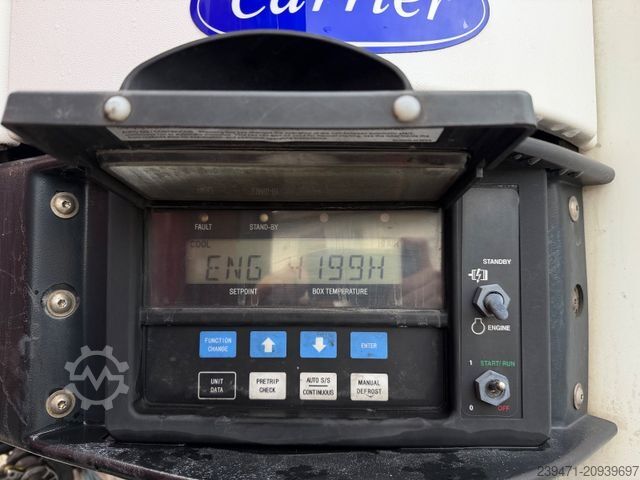 Carrier
FAULT STAND-BY
COOL
ENG 4199H
SETPOINT BOX TEMPERATURE
STANDBY
ENGINE
FUNCTION CHANGE
ENTER
UNIT DATA
PRETRIP CHECK
AUTO S/S CONTINUOUS
MANUAL DEFROST
1 START/RUN
0 OFF
239471-20939697